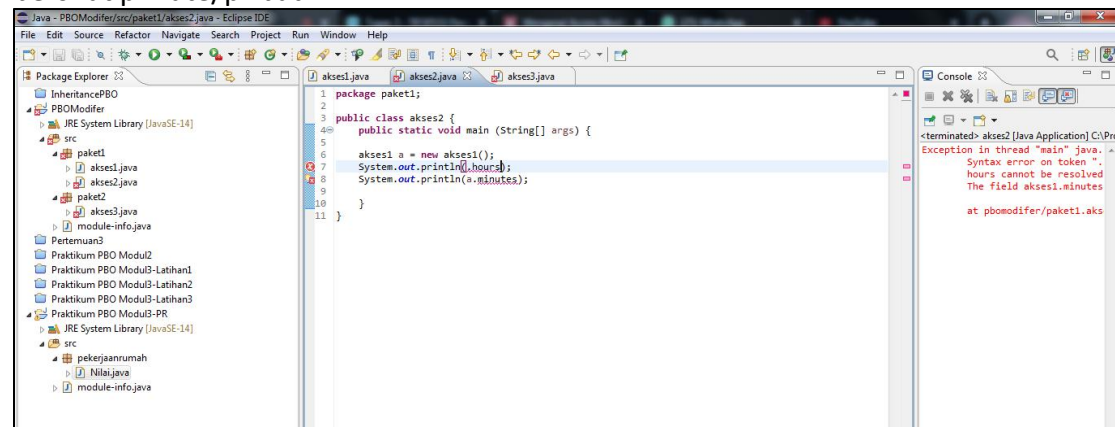 Java - PBOModifer/src/paket1/akses2.java - Eclipse IDE
File Edit Source Refactor Navigate Search Project Run Window Help
Package Explorer
InheritancePBO
PBOModifer
JRE System Library [JavaSE-14]
src
paket1
akses1.java
akses2.java
paket2
akses3.java
module-info.java
Pertemuan3
Praktikum PBO Modul2
Praktikum PBO Modul3-Latihan1
Praktikum PBO Modul3-Latihan2
Praktikum PBO Modul3-Latihan3
Praktikum PBO Modul3-PR
JRE System Library [JavaSE-14]
src
pekerjaanrumah
Nilai.java
module-info.java
akses1.java akses2.java akses3.java
1 package paket1;
2
3 public class akses2 {
4 public static void main (String[] args) {
5
6 akses1 a = new akses1();
7 System.out.println(.hours);
8 System.out.println(a.minutes);
9
10 }
11 }
Console
<terminated> akses2 [Java Application] C:\Pr
Exception in thread "main" java.
Syntax error on token ".
hours cannot be resolved
The field akses1.minutes
at pbomodifer/paket1.aks